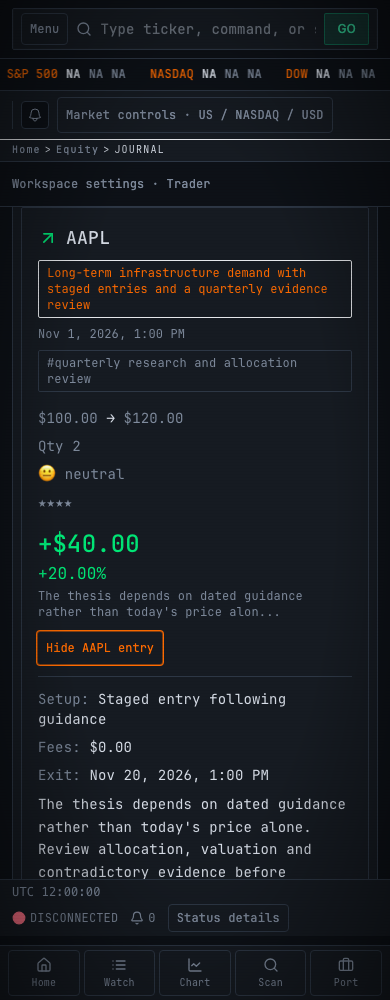 Menu Type ticker, command, or : GO
S&P 500 NA NA NA NASDAQ NA NA NA DOW NA NA NA
Market controls · US / NASDAQ / USD
Home > Equity > JOURNAL
Workspace settings · Trader
AAPL
Long-term infrastructure demand with
staged entries and a quarterly evidence
review
Nov 1, 2026, 1:00 PM
#quarterly research and allocation
review
$100.00 → $120.00
Qty 2
😐 neutral
★★★★
+$40.00
+20.00%
The thesis depends on dated guidance
rather than today's price alon...
Hide AAPL entry
Setup: Staged entry following
guidance
Fees: $0.00
Exit: Nov 20, 2026, 1:00 PM
The thesis depends on dated guidance
rather than today's price alone.
Review allocation, valuation and
contradictory evidence before
UTC 12:00:00
DISCONNECTED 0 Status details
Home Watch Chart Scan Port